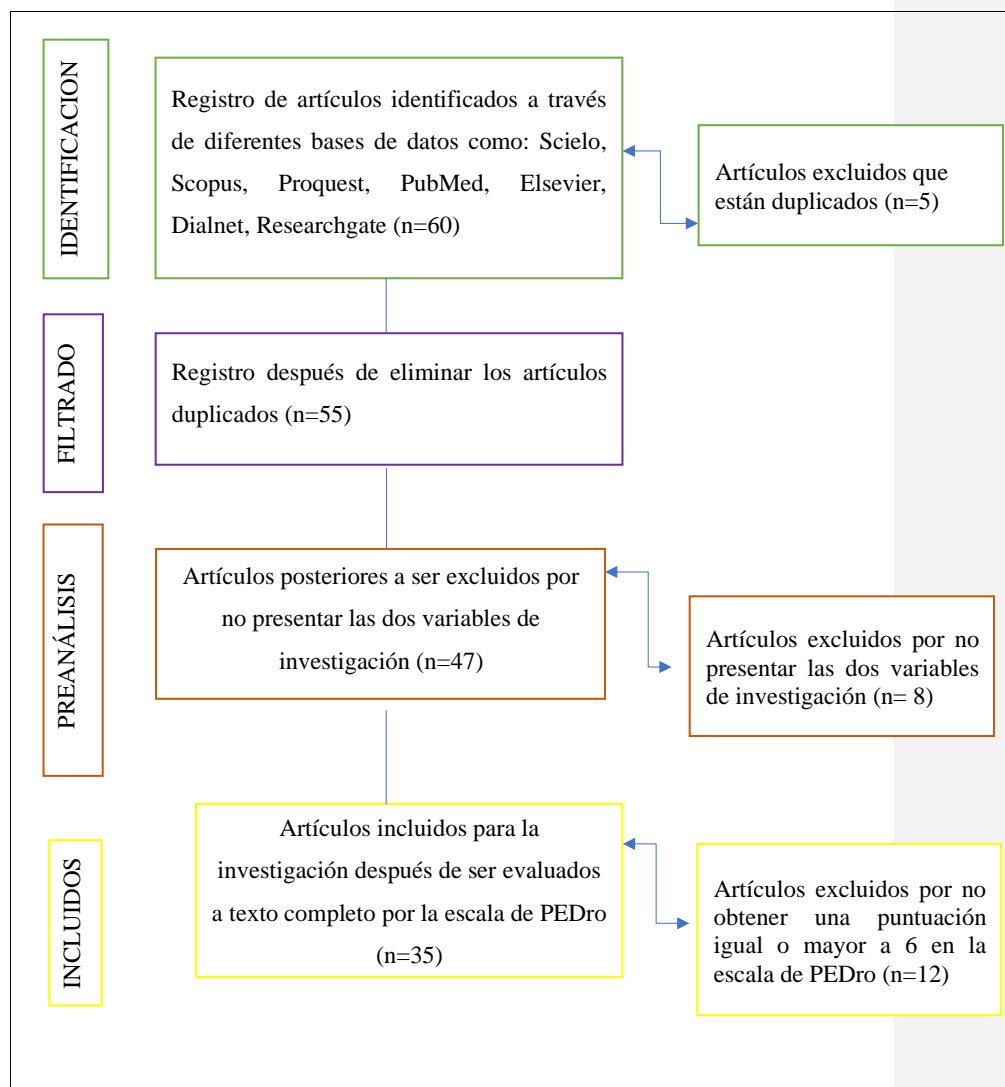 IDENTIFICACION
Registro de artículos identificados a través
de diferentes bases de datos como: Scielo,
Scopus, Proquest, PubMed, Elsevier,
Dialnet, Researchgate (n=60)
Artículos excluidos que
están duplicados (n=5)
FILTRADO
Registro después de eliminar los artículos
duplicados (n=55)
PREANÁLISIS
Artículos posteriores a ser excluidos por
no presentar las dos variables de
investigación (n=47)
Artículos excluidos por no
presentar las dos variables
de investigación (n= 8)
INCLUIDOS
Artículos incluidos para la
investigación después de ser evaluados
a texto completo por la escala de PEDro
(n=35)
Artículos excluidos por no
obtener una puntuación
igual o mayor a 6 en la
escala de PEDro (n=12)